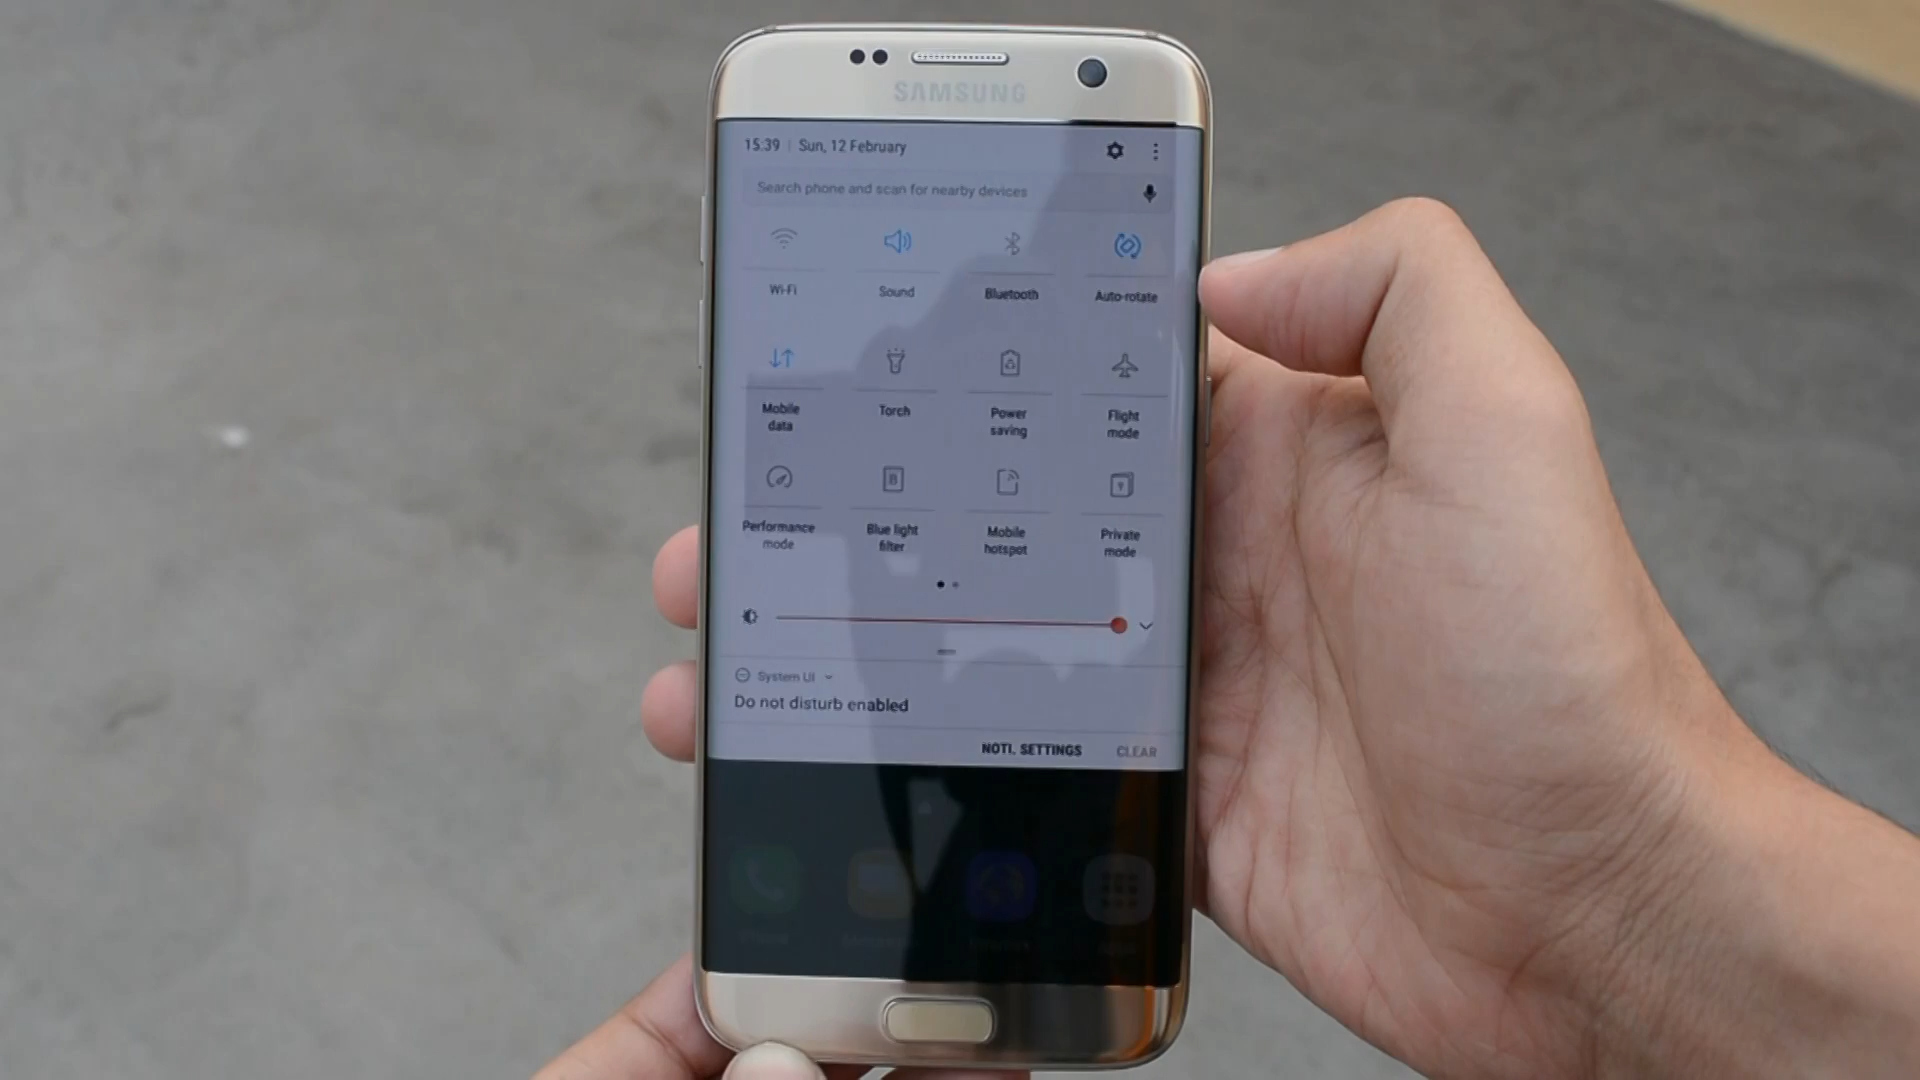 SAMSUNG
15:39 | Sun, 12 February
Search phone and scan for nearby devices
Wi-Fi Sound Bluetooth Auto-rotate
Mobile data Torch Power saving Flight mode
Performance mode Blue light filter Mobile hotspot Private mode
System UI
Do not disturb enabled
NOTI. SETTINGS CLEAR